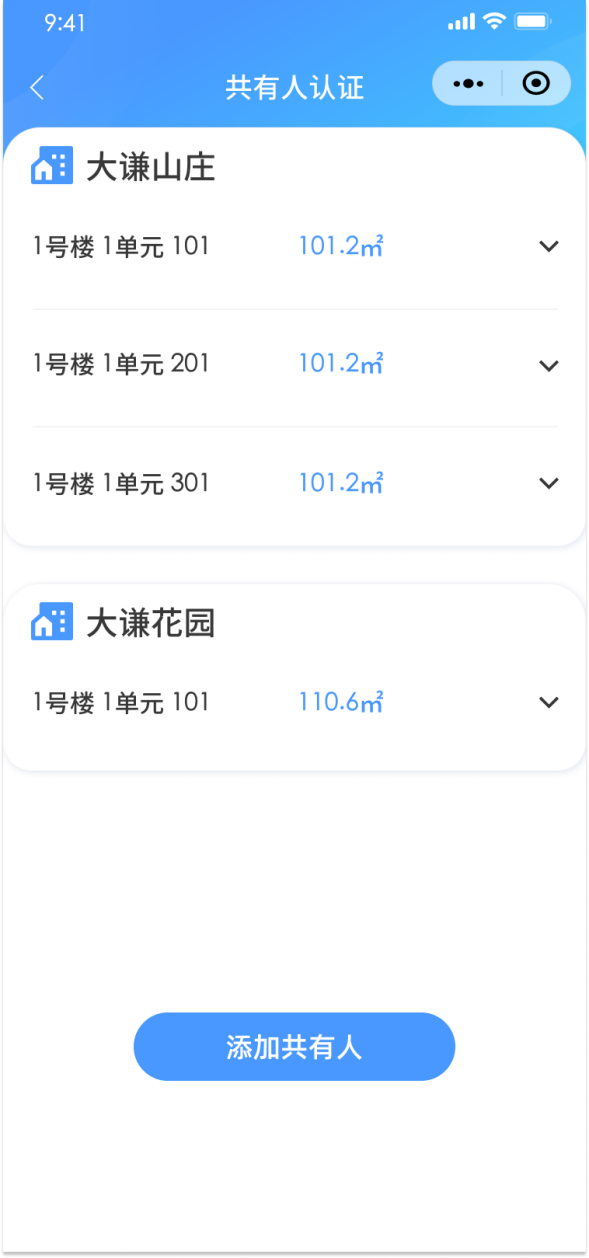 9:41
共有人认证
大谦山庄
1号楼 1单元 101 101.2㎡
1号楼 1单元 201 101.2㎡
1号楼 1单元 301 101.2㎡
大谦花园
1号楼 1单元 101 110.6㎡
添加共有人